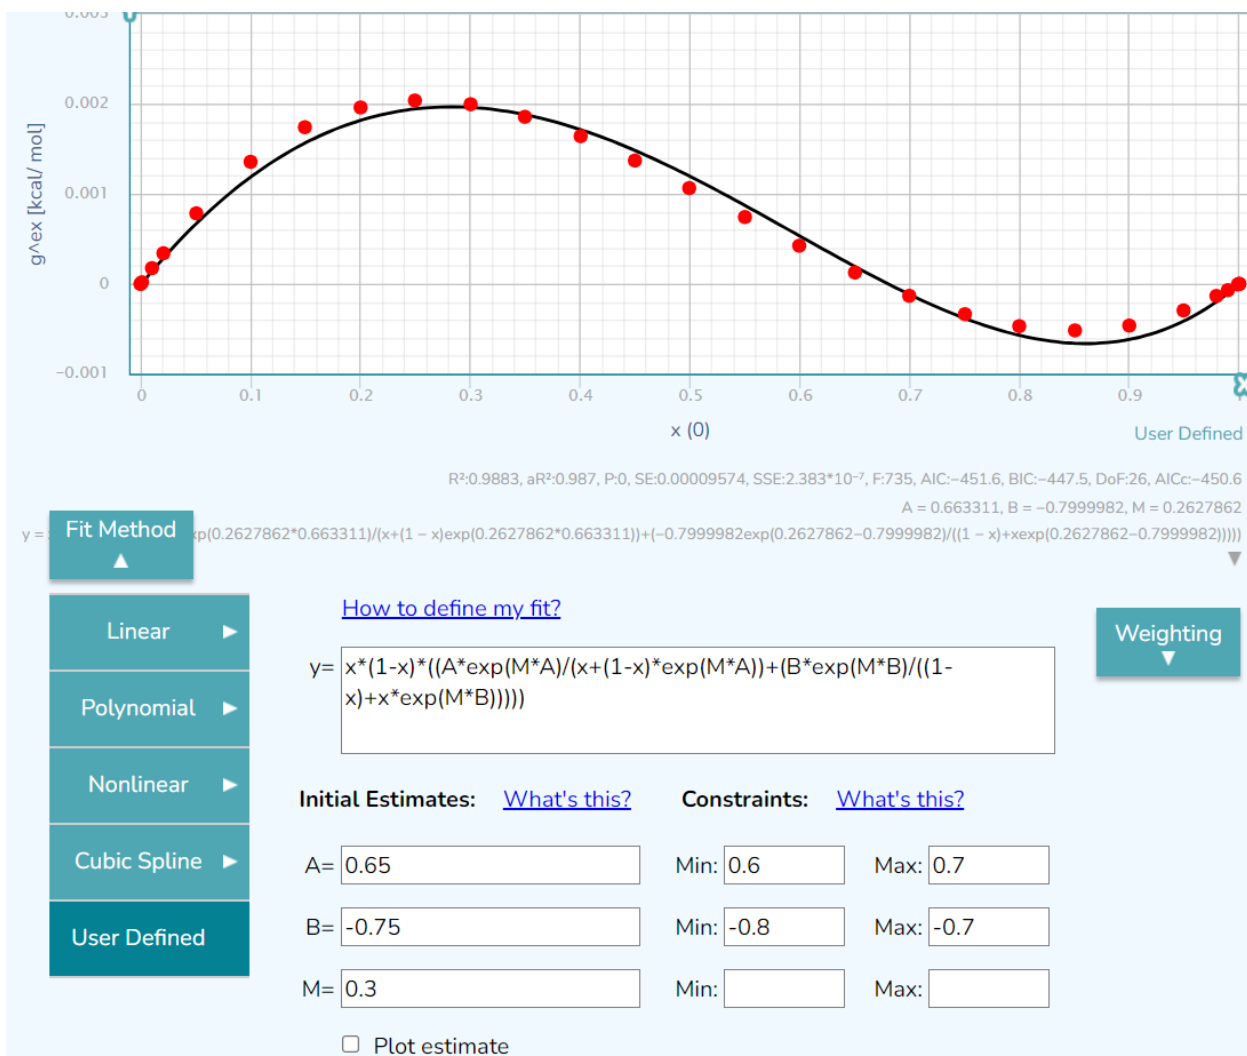 0.003
0.002
0.001
0
−0.001
g^ex [kcal/ mol]
0 0.1 0.2 0.3 0.4 0.5 0.6 0.7 0.8 0.9
x (0)
User Defined
R²:0.9883, aR²:0.987, P:0, SE:0.00009574, SSE:2.383*10⁻⁷, F:735, AIC:−451.6, BIC:−447.5, DoF:26, AICc:−450.6
A = 0.663311, B = −0.7999982, M = 0.2627862
y = xp(0.2627862*0.663311)/(x+(1 − x)exp(0.2627862*0.663311))+(−0.7999982exp(0.2627862−0.7999982)/((1 − x)+xexp(0.2627862−0.7999982)))))
Fit Method
▲
▼
Linear ▶
Polynomial ▶
Nonlinear ▶
Cubic Spline ▶
User Defined
How to define my fit?
Weighting
▼
y= x*(1-x)*((A*exp(M*A)/(x+(1-x)*exp(M*A))+(B*exp(M*B)/((1-
x)+x*exp(M*B)))))
Initial Estimates: What's this? Constraints: What's this?
A= 0.65 Min: 0.6 Max: 0.7
B= -0.75 Min: -0.8 Max: -0.7
M= 0.3 Min: Max:
Plot estimate